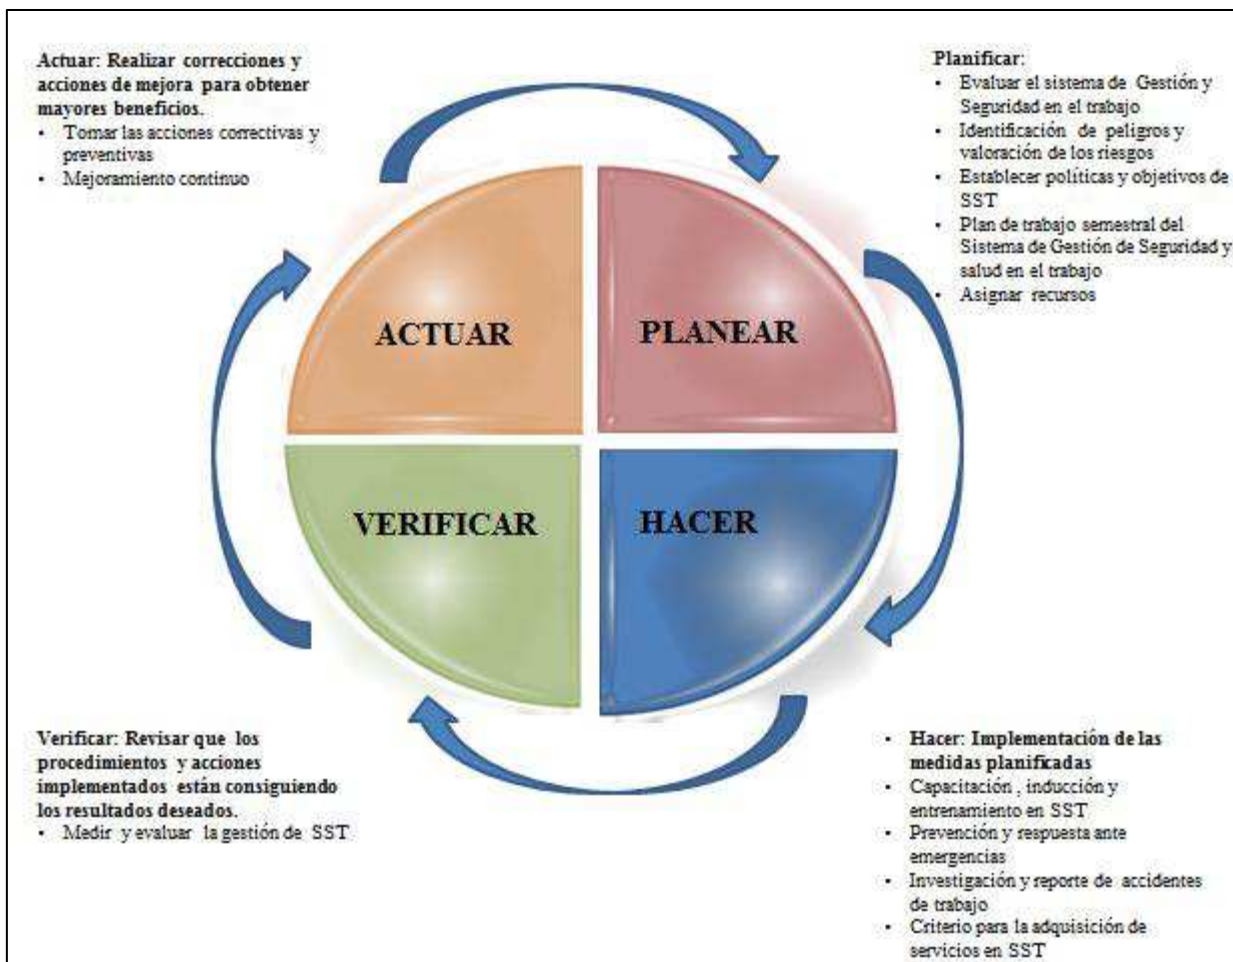 Actuar: Realizar correcciones y
acciones de mejora para obtener
mayores beneficios.
• Tomar las acciones correctivas y
preventivas
• Mejoramiento continuo
Planificar:
• Evaluar el sistema de Gestión y
Seguridad en el trabajo
• Identificación de peligros y
valoración de los riesgos
• Establecer políticas y objetivos de
SST
• Plan de trabajo semestral del
Sistema de Gestión de Seguridad y
salud en el trabajo
• Asignar recursos
ACTUAR
PLANEAR
VERIFICAR
HACER
Verificar: Revisar que los
procedimientos y acciones
implementados están consiguiendo
los resultados deseados.
• Medir y evaluar la gestión de SST
• Hacer: Implementación de las
medidas planificadas
• Capacitación , inducción y
entrenamiento en SST
• Prevención y respuesta ante
emergencias
• Investigación y reporte de accidentes
de trabajo
• Criterio para la adquisición de
servicios en SST